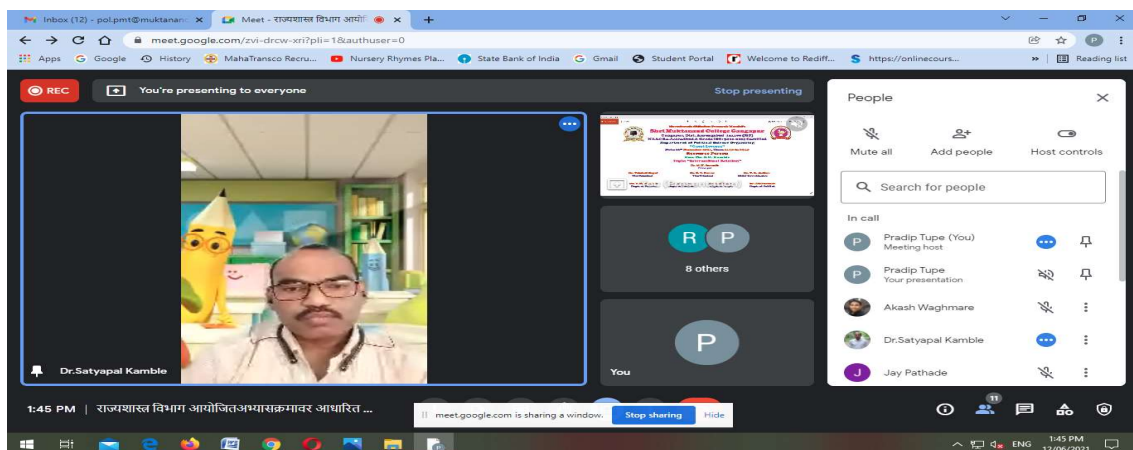 Inbox (12) - pol.pmt@muktanan
Meet - राज्यशास्त्र विभाग आयोजि
meet.google.com/zvi-drcw-xri?pli=1&authuser=0
P
Apps Google History MahaTransco Recru... Nursery Rhymes Pla... State Bank of India Gmail Student Portal Welcome to Rediff... https://onlinecours... » Reading list
REC
You're presenting to everyone
Stop presenting
Dr.Satyapal Kamble
Shri Muktanand College Gangapur
R P
8 others
P
You
People
Mute all Add people Host controls
Search for people
In call
P Pradip Tupe (You)
Meeting host
P Pradip Tupe
Your presentation
Akash Waghmare
Dr.Satyapal Kamble
J Jay Pathade
1:45 PM | राज्यशास्त्र विभाग आयोजितअभ्यासक्रमावर आधारित ...
meet.google.com is sharing a window. Stop sharing Hide
11
ENG
1:45 PM